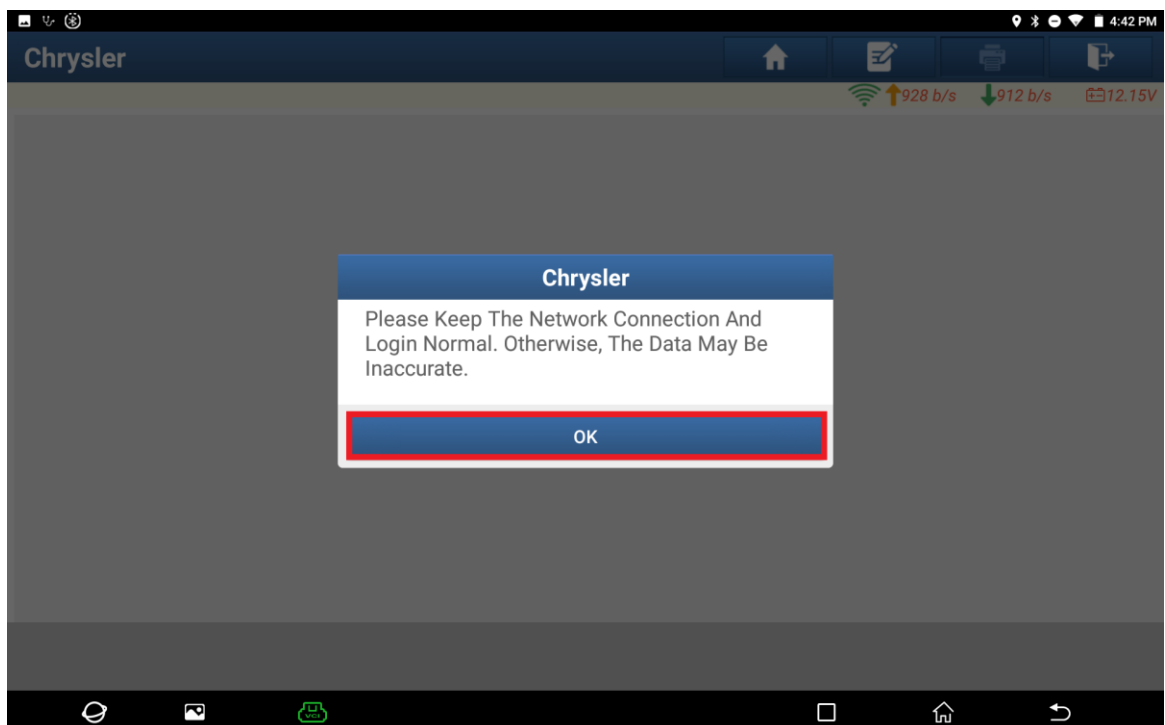 4:42 PM
Chrysler
928 b/s 912 b/s 12.15V
Chrysler
Please Keep The Network Connection And
Login Normal. Otherwise, The Data May Be
Inaccurate.
OK
VCI